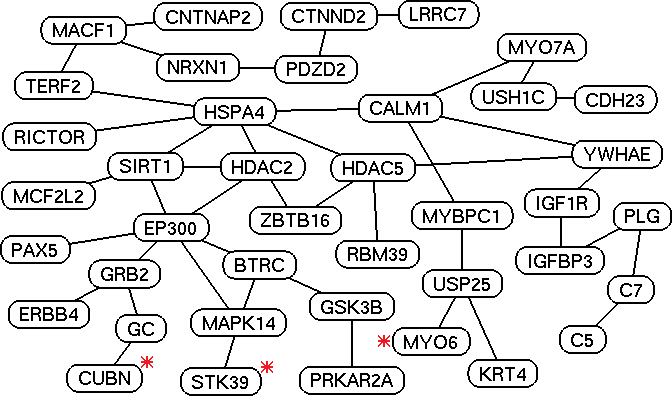 CNTNAP2
CTNND2
LRRC7
MACF1
MYO7A
NRXN1
PDZD2
TERF2
USH1C
CDH23
HSPA4
CALM1
RICTOR
YWHAE
SIRT1
HDAC2
HDAC5
MCF2L2
IGF1R
ZBTB16
MYBPC1
PLG
EP300
PAX5
RBM39
IGFBP3
BTRC
GRB2
USP25
C7
ERBB4
GSK3B
MAPK14
GC
MYO6
C5
CUBN
STK39
PRKAR2A
KRT4